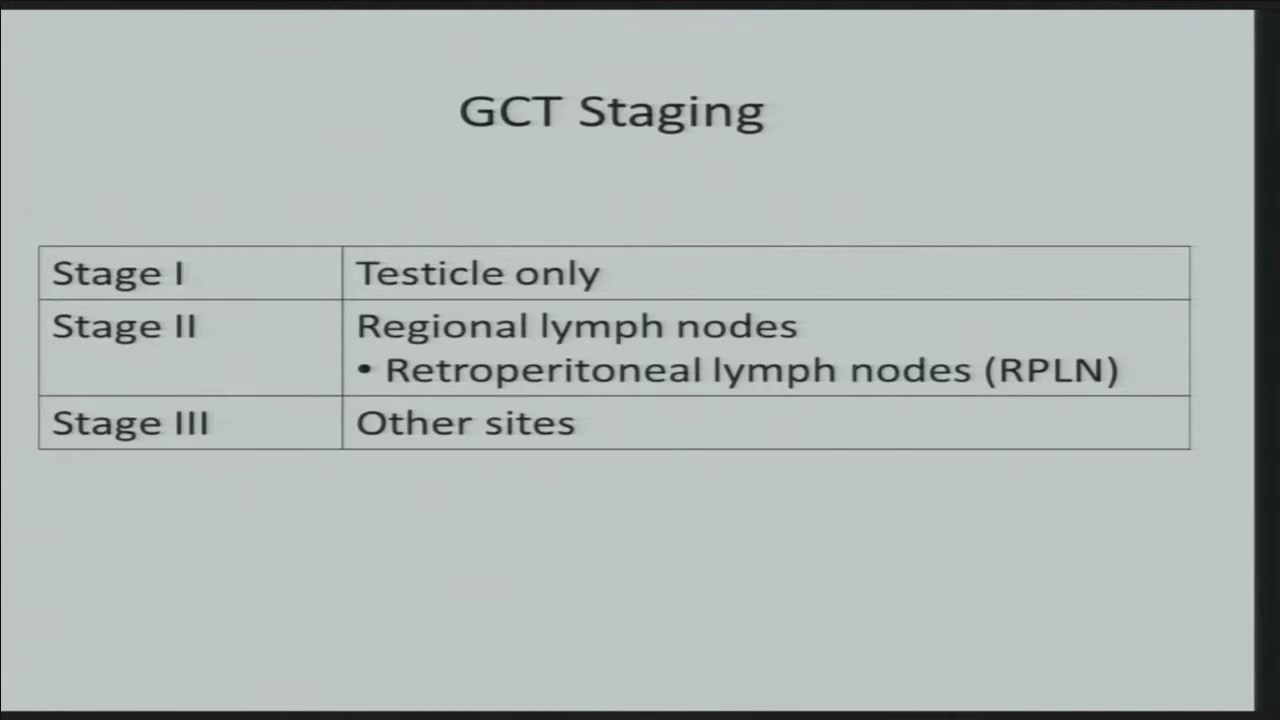 GCT Staging
Stage I
Testicle only
Stage II
Regional lymph nodes
• Retroperitoneal lymph nodes (RPLN)
Stage III
Other sites